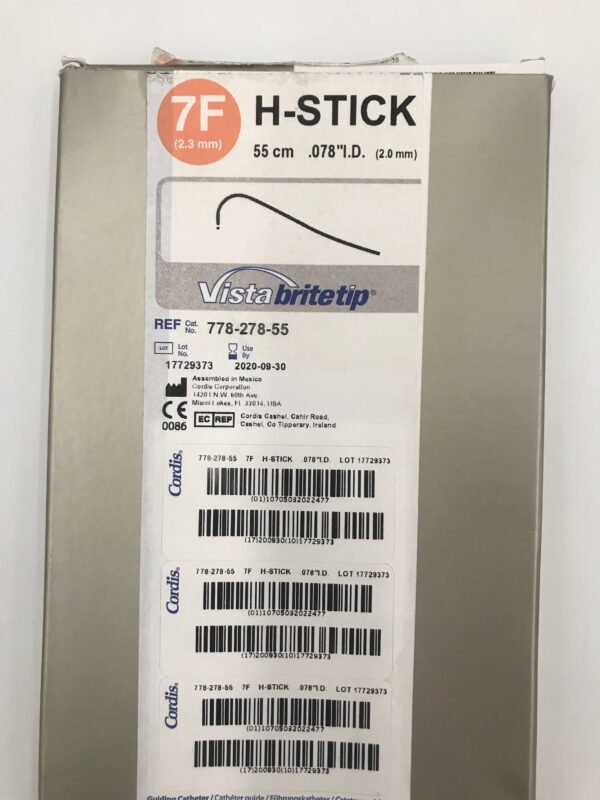 7F
(2.3 mm)
H-STICK
55 cm .078"I.D. (2.0 mm)
Vista britetip®
REF Cat. No. 778-278-55
LOT Lot No. Use By
17729373 2020-09-30
Assembled in Mexico
Cordis Corporation
14201 N.W. 60th Ave.
Miami Lakes, FL 33014, USA
CE 0086
EC REP Cordis Cashel, Cahir Road,
Cashel, Co Tipperary, Ireland
Cordis®
778-278-55 7F H-STICK .078"I.D. LOT 17729373
(01)10705032022477
(17)200930(10)17729373
Cordis®
778-278-55 7F H-STICK .078"I.D. LOT 17729373
(01)10705032022477
(17)200930(10)17729373
Cordis®
778-278-55 7F H-STICK .078"I.D. LOT 17729373
(01)10705032022477
(17)200930(10)17729373
Guiding Catheter / Cathéter guide / Führungskatheter /